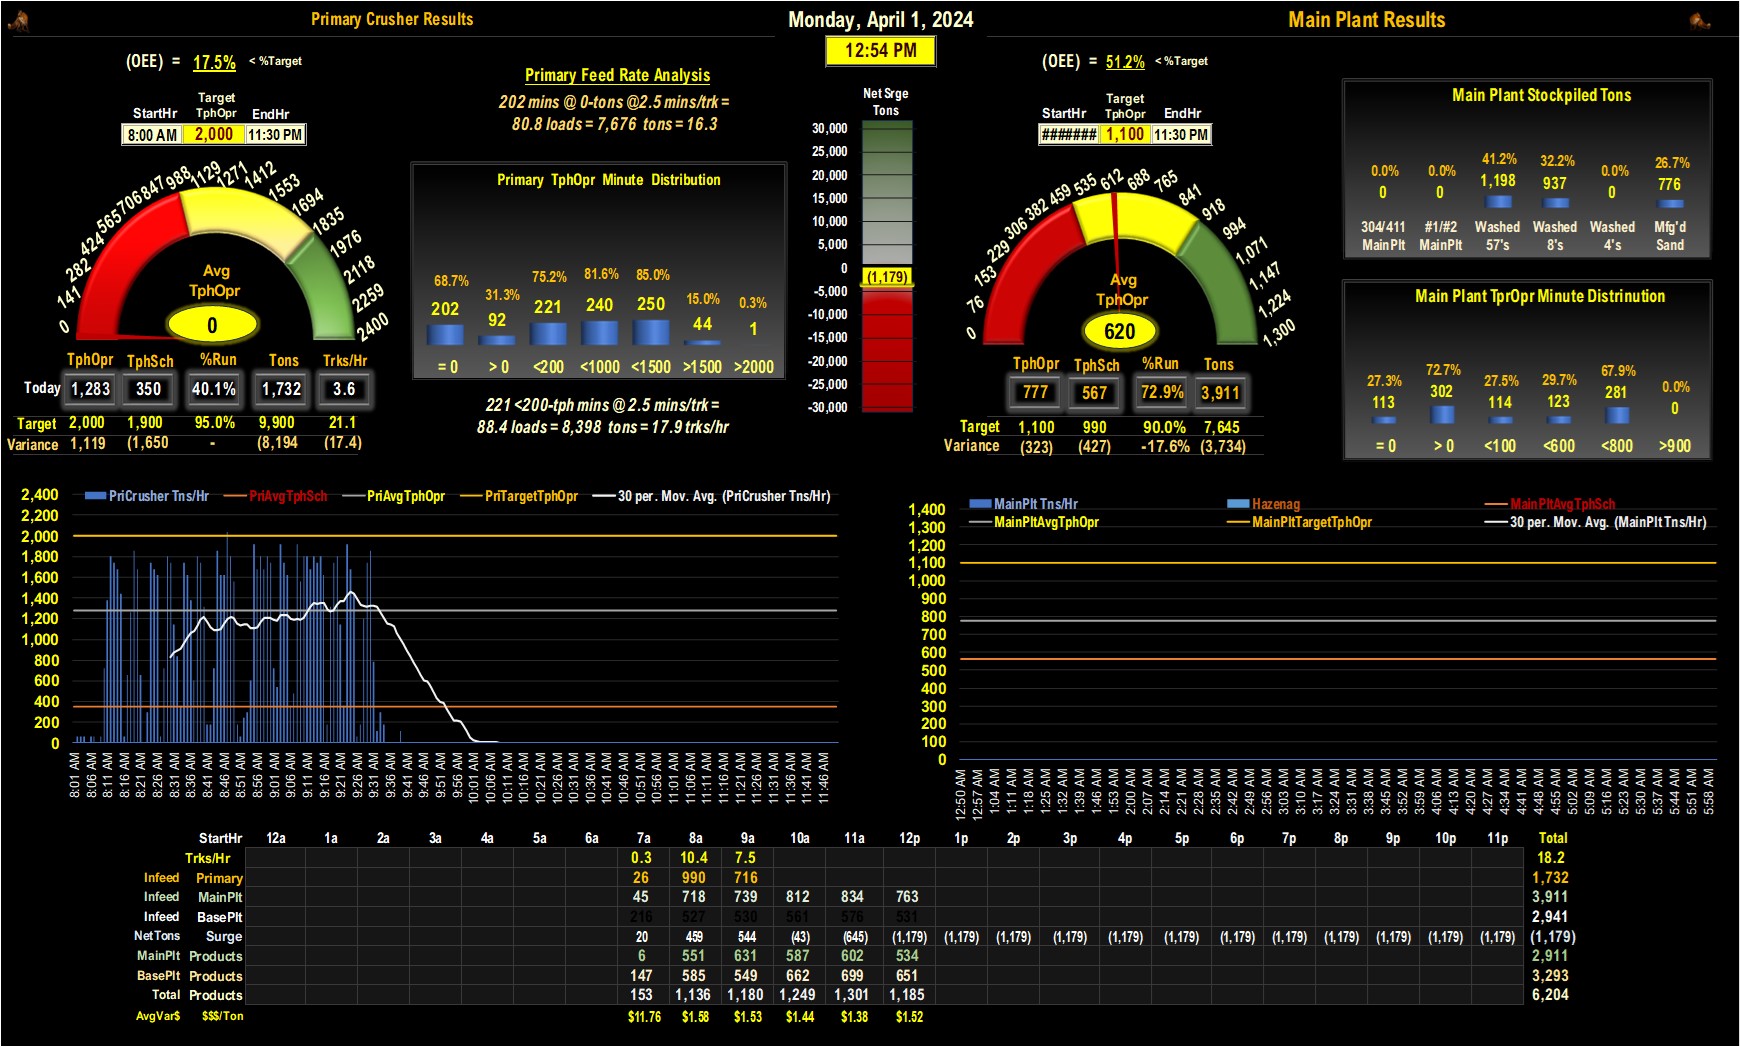 Primary Crusher Results
Monday, April 1, 2024
Main Plant Results
12:54 PM
(OEE) = 17.5% < %Target
StartHr Target TphOpr EndHr
8:00 AM 2,000 11:30 PM
0 141 282 424 565 706 847 988 1129 1271 1412 1553 1694 1835 1976 2118 2259 2400
Avg
TphOpr
0
TphOpr TphSch %Run Tons Trks/Hr
Today 1,283 350 40.1% 1,732 3.6
Target 2,000 1,900 95.0% 9,900 21.1
Variance 1,119 (1,650 - (8,194) (17.4)
Primary Feed Rate Analysis
202 mins @ 0-tons @2.5 mins/trk =
80.8 loads = 7,676 tons = 16.3
Primary TphOpr Minute Distribution
68.7% 31.3% 75.2% 81.6% 85.0% 15.0% 0.3%
202 92 221 240 250 44 1
= 0 > 0 <200 <1000 <1500 >1500 >2000
221 <200-tph mins @ 2.5 mins/trk =
88.4 loads = 8,398 tons = 17.9 trks/hr
Net Srge
Tons
30,000
25,000
20,000
15,000
10,000
5,000
0
(1,179)
-5,000
-10,000
-15,000
-20,000
-25,000
-30,000
(OEE) = 51.2% < %Target
StartHr Target TphOpr EndHr
####### 1,100 11:30 PM
0 76 153 229 306 382 459 535 612 688 765 841 918 994 1,071 1,147 1,224 1,300
Avg
TphOpr
620
TphOpr TphSch %Run Tons
777 567 72.9% 3,911
Target 1,100 990 90.0% 7,645
Variance (323) (427) -17.6% (3,734)
Main Plant Stockpiled Tons
0.0% 0.0% 41.2% 32.2% 0.0% 26.7%
0 0 1,198 937 0 776
304/411 #1/#2 Washed Washed Washed Mfg'd
MainPlt MainPlt 57's 8's 4's Sand
Main Plant TprOpr Minute Distrinution
27.3% 72.7% 27.5% 29.7% 67.9% 0.0%
113 302 114 123 281 0
= 0 > 0 <100 <600 <800 >900
PriCrusher Tns/Hr PriAvgTphSch PriAvgTphOpr PriTargetTphOpr 30 per. Mov. Avg. (PriCrusher Tns/Hr)
2,400
2,200
2,000
1,800
1,600
1,400
1,200
1,000
800
600
400
200
0
8:01 AM 8:06 AM 8:11 AM 8:16 AM 8:21 AM 8:26 AM 8:31 AM 8:36 AM 8:41 AM 8:46 AM 8:51 AM 8:56 AM 9:01 AM 9:06 AM 9:11 AM 9:16 AM 9:21 AM 9:26 AM 9:31 AM 9:36 AM 9:41 AM 9:46 AM 9:51 AM 9:56 AM 10:01 AM 10:06 AM 10:11 AM 10:16 AM 10:21 AM 10:26 AM 10:31 AM 10:36 AM 10:41 AM 10:46 AM 10:51 AM 10:56 AM 11:01 AM 11:06 AM 11:11 AM 11:16 AM 11:21 AM 11:26 AM 11:31 AM 11:36 AM 11:41 AM 11:46 AM
MainPlt Tns/Hr Hazenag MainPltAvgTphSch
MainPltAvgTphOpr MainPltTargetTphOpr 30 per. Mov. Avg. (MainPlt Tns/Hr)
1,400
1,300
1,200
1,100
1,000
900
800
700
600
500
400
300
200
100
0
12:50 AM 12:57 AM 1:04 AM 1:11 AM 1:18 AM 1:25 AM 1:32 AM 1:39 AM 1:46 AM 1:53 AM 2:00 AM 2:07 AM 2:14 AM 2:21 AM 2:28 AM 2:35 AM 2:42 AM 2:49 AM 2:56 AM 3:03 AM 3:10 AM 3:17 AM 3:24 AM 3:31 AM 3:38 AM 3:45 AM 3:52 AM 3:59 AM 4:06 AM 4:13 AM 4:20 AM 4:27 AM 4:34 AM 4:41 AM 4:48 AM 4:55 AM 5:02 AM 5:09 AM 5:16 AM 5:23 AM 5:30 AM 5:37 AM 5:44 AM 5:51 AM 5:58 AM
StartHr 12a 1a 2a 3a 4a 5a 6a 7a 8a 9a 10a 11a 12p 1p 2p 3p 4p 5p 6p 7p 8p 9p 10p 11p Total
Trks/Hr 0.3 10.4 7.5 18.2
Infeed Primary 26 990 716 1,732
Infeed MainPlt 45 718 739 812 834 763 3,911
Infeed BasePlt 216 527 530 561 576 531 2,941
NetTons Surge 20 459 544 (43) (645) (1,179) (1,179) (1,179) (1,179) (1,179) (1,179) (1,179) (1,179) (1,179) (1,179) (1,179) (1,179) (1,179)
MainPlt Products 6 551 631 587 602 534 2,911
BasePlt Products 147 585 549 662 699 651 3,293
Total Products 153 1,136 1,180 1,249 1,301 1,185 6,204
AvgVar$ $$$/Ton $11.76 $1.58 $1.53 $1.44 $1.38 $1.52